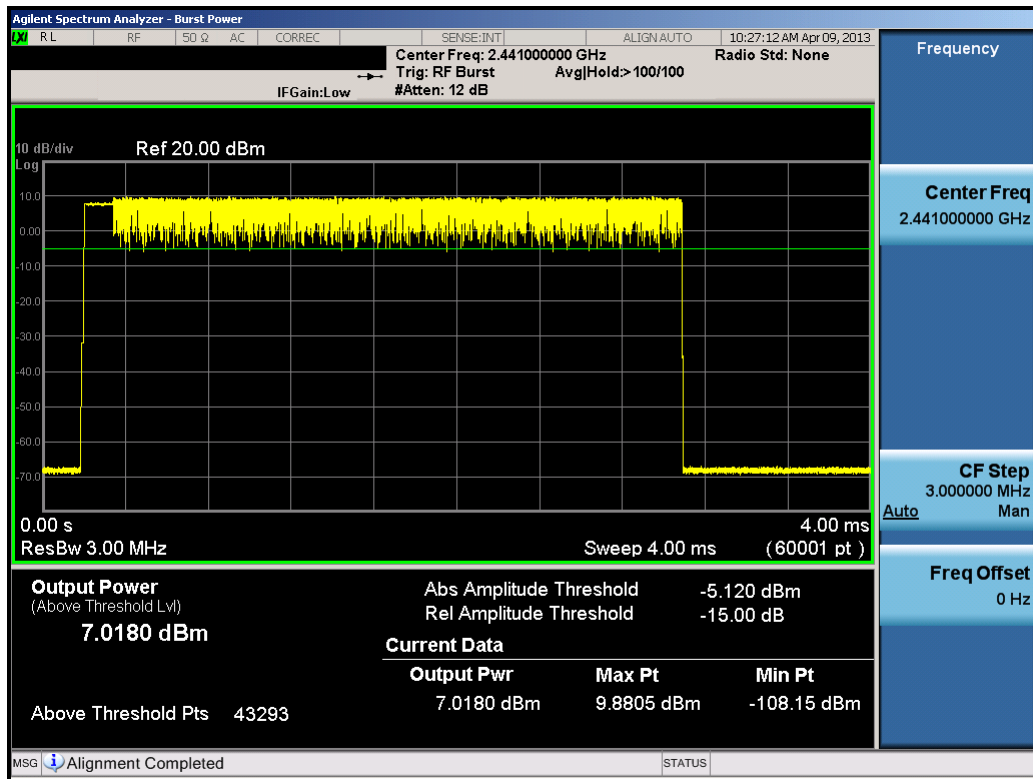 Agilent Spectrum Analyzer - Burst Power
LXI RL RF 50 Ω AC CORREC SENSE:INT ALIGN AUTO 10:27:12 AM Apr 09, 2013
Center Freq: 2.441000000 GHz Radio Std: None
Trig: RF Burst Avg|Hold:>100/100
IFGain:Low #Atten: 12 dB
Frequency
10 dB/div Ref 20.00 dBm
Log
10.0
0.00
-10.0
-20.0
-30.0
-40.0
-50.0
-60.0
-70.0
0.00 s 4.00 ms
ResBw 3.00 MHz Sweep 4.00 ms (60001 pt)
Center Freq
2.441000000 GHz
CF Step
3.000000 MHz
Auto Man
Freq Offset
0 Hz
Output Power
(Above Threshold Lvl)
7.0180 dBm
Above Threshold Pts 43293
Abs Amplitude Threshold -5.120 dBm
Rel Amplitude Threshold -15.00 dB
Current Data
Output Pwr Max Pt Min Pt
7.0180 dBm 9.8805 dBm -108.15 dBm
MSG Alignment Completed STATUS